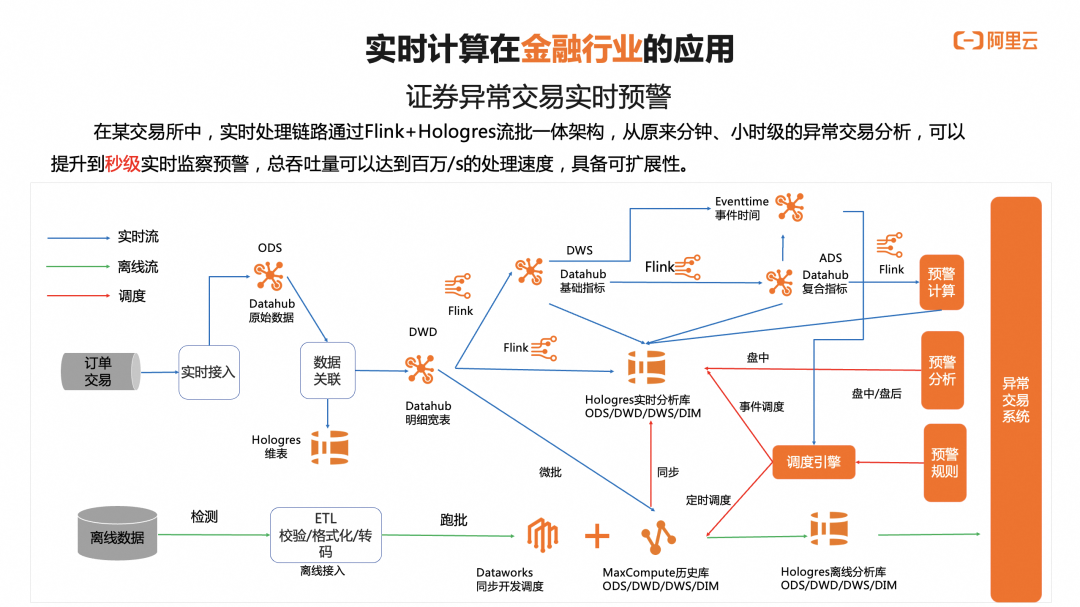 实时计算在金融行业的应用
阿里云
证券异常交易实时预警
在某交易所中，实时处理链路通过Flink+Hologres流批一体架构，从原来分钟、小时级的异常交易分析，可以
提升到秒级实时监察预警，总吞吐量可以达到百万/s的处理速度，具备可扩展性。
实时流
离线流
调度
ODS
Datahub
原始数据
订单
交易
实时接入
数据
关联
Hologres
维表
DWD
Datahub
明细宽表
Flink
Flink
DWS
Datahub
基础指标
Flink
Eventtime
事件时间
ADS
Datahub
复合指标
Flink
预警
计算
Hologres实时分析库
ODS/DWD/DWS/DIM
盘中
预警
分析
盘中/盘后
事件调度
调度引擎
预警
规则
异常
交易
系统
微批
同步
定时调度
离线数据
检测
ETL
校验/格式化/转
码
离线接入
跑批
Dataworks
同步开发调度
MaxCompute历史库
ODS/DWD/DWS/DIM
Hologres离线分析库
ODS/DWD/DWS/DIM